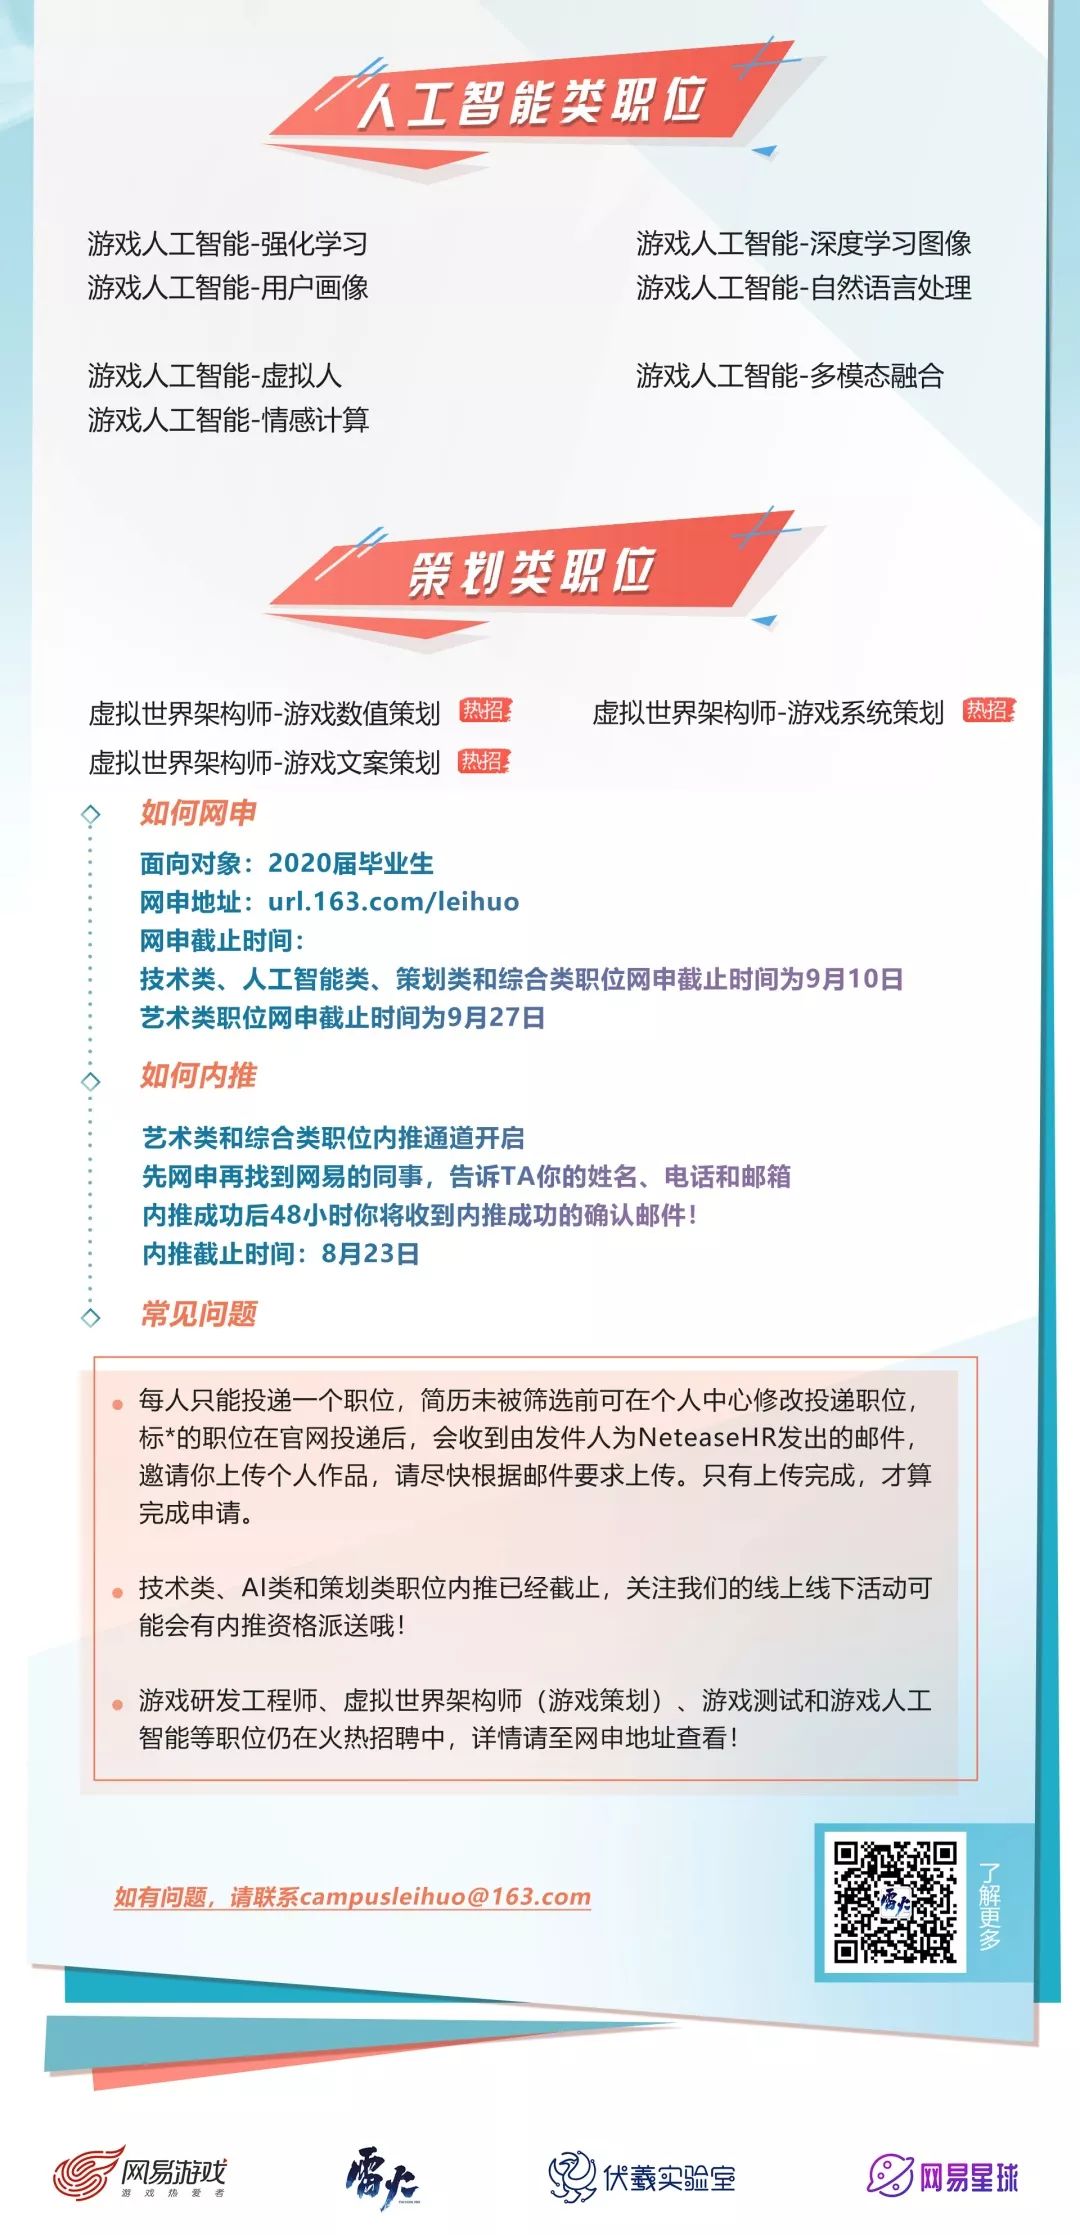 人工智能类职位
游戏人工智能-强化学习 游戏人工智能-深度学习图像
游戏人工智能-用户画像 游戏人工智能-自然语言处理
游戏人工智能-虚拟人 游戏人工智能-多模态融合
游戏人工智能-情感计算
策划类职位
虚拟世界架构师-游戏数值策划 热招 虚拟世界架构师-游戏系统策划 热招
虚拟世界架构师-游戏文案策划 热招
如何网申
面向对象：2020届毕业生
网申地址：url.163.com/leihuo
网申截止时间：
技术类、人工智能类、策划类和综合类职位网申截止时间为9月10日
艺术类职位网申截止时间为9月27日
如何内推
艺术类和综合类职位内推通道开启
先网申再找到网易的同事，告诉TA你的姓名、电话和邮箱
内推成功后48小时你将收到内推成功的确认邮件！
内推截止时间：8月23日
常见问题
每人只能投递一个职位，简历未被筛选前可在个人中心修改投递职位，
标*的职位在官网投递后，会收到由发件人为NeteaseHR发出的邮件，
邀请你上传个人作品，请尽快根据邮件要求上传。只有上传完成，才算
完成申请。
技术类、AI类和策划类职位内推已经截止，关注我们的线上线下活动可
能会有内推资格派送哦！
游戏研发工程师、虚拟世界架构师（游戏策划）、游戏测试和游戏人工
智能等职位仍在火热招聘中，详情请至网申地址查看！
如有问题，请联系campusleihuo@163.com
雷火
了解更多
网易游戏
游戏热爱者
雷火
伏羲实验室
网易星球